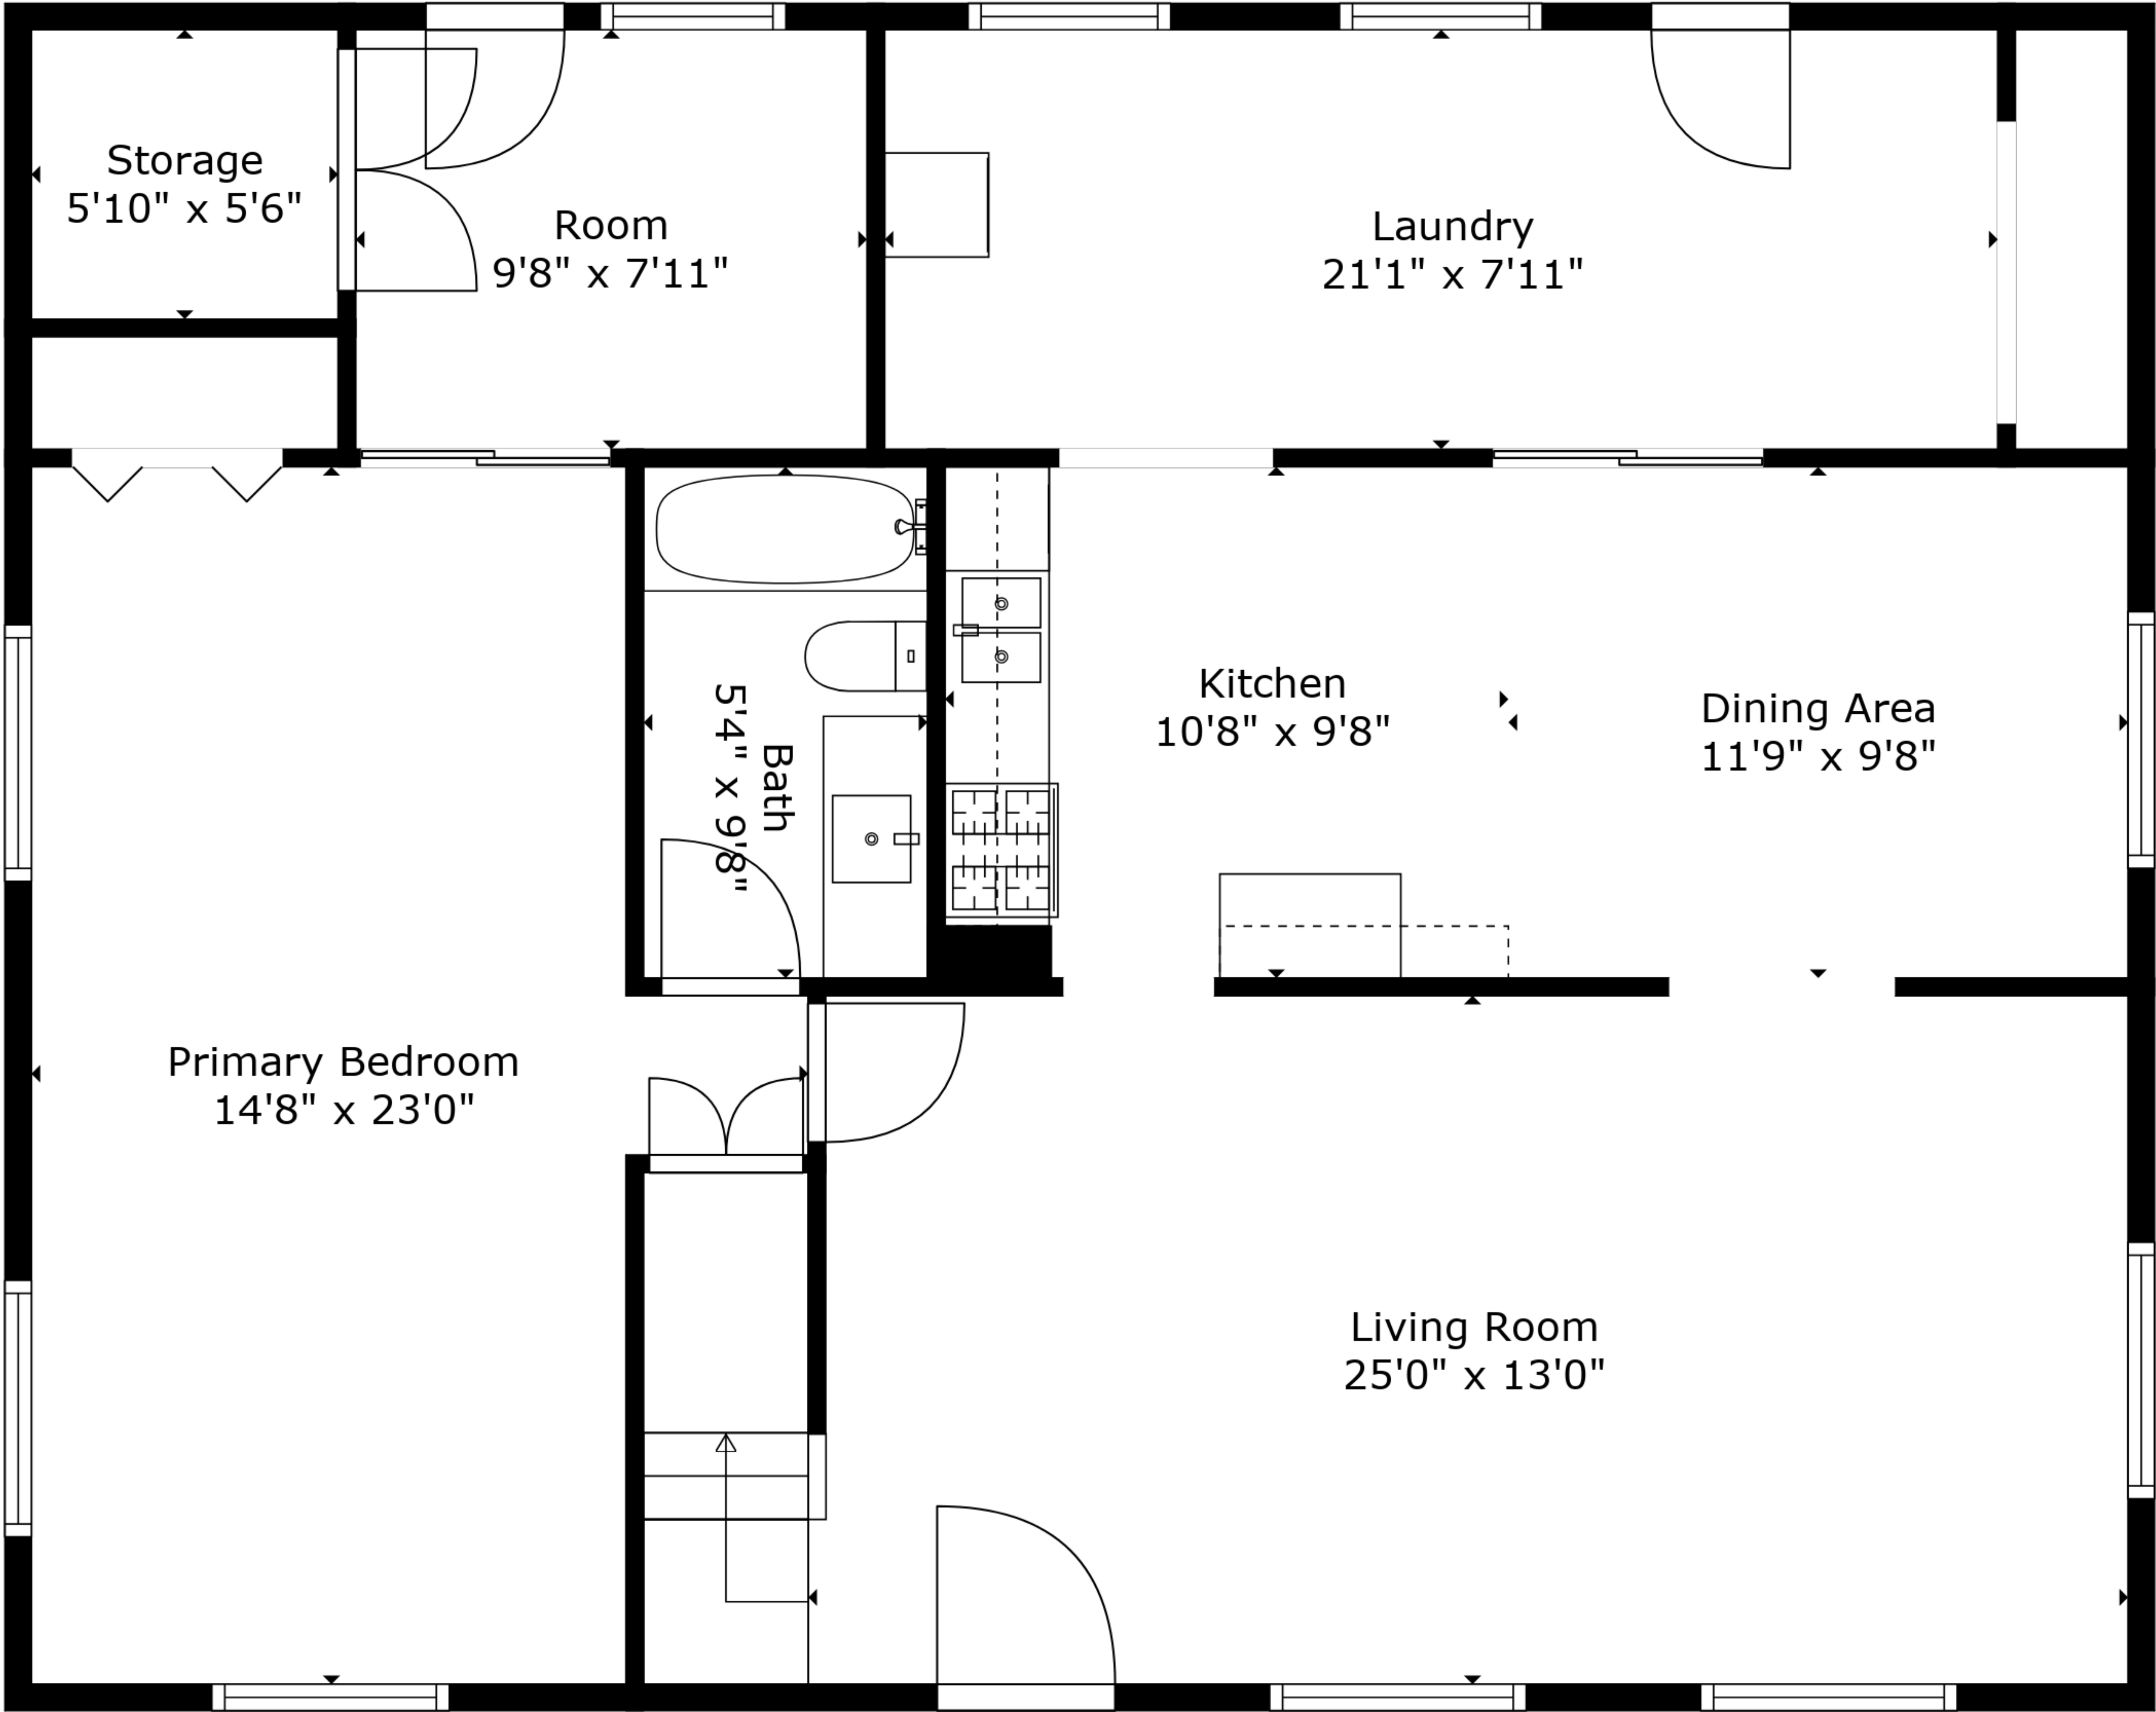 Storage
5'10" x 5'6"
Room
9'8" x 7'11"
Laundry
21'1" x 7'11"
Kitchen
10'8" x 9'8"
Dining Area
11'9" x 9'8"
Bath
5'4" x 9'8"
Primary Bedroom
14'8" x 23'0"
Living Room
25'0" x 13'0"